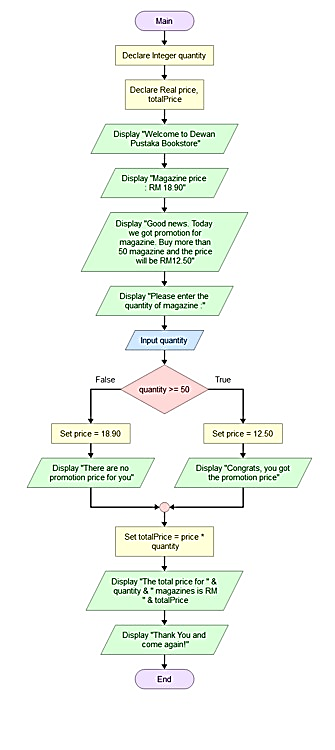 Main
Declare Integer quantity
Declare Real price,
totalPrice
Display "Welcome to Dewan
Pustaka Bookstore"
Display "Magazine price
: RM 18.90"
Display "Good news. Today
we got promotion for
magazine. Buy more than
50 magazine and the price
will be RM12.50"
Display "Please enter the
quantity of magazine :"
Input quantity
False
True
quantity >= 50
Set price = 18.90
Set price = 12.50
Display "There are no
promotion price for you"
Display "Congrats, you got
the promotion price"
Set totalPrice = price *
quantity
Display "The total price for " &
quantity & " magazines is RM
" & totalPrice
Display "Thank You and
come again!"
End